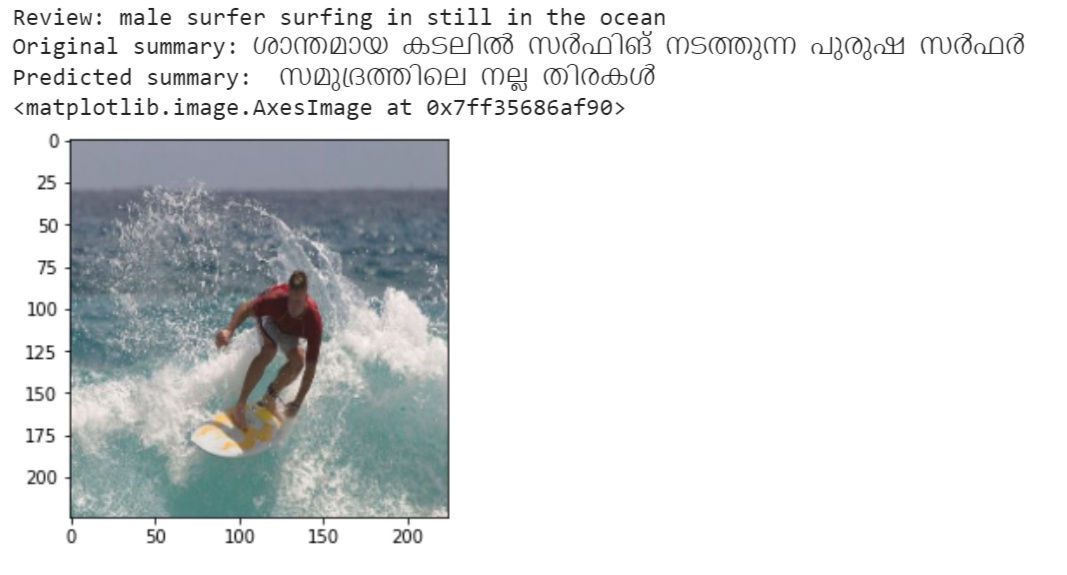 Review: male surfer surfing in still in the ocean
Original summary: ശാന്തമായ കടലിൽ സർഫിങ് നടത്തുന്ന പുരുഷ സർഫർ
Predicted summary:  സമുദ്രത്തിലെ നല്ല തിരകൾ
<matplotlib.image.AxesImage at 0x7ff35686af90>
0
25
50
75
100
125
150
175
200
0 50 100 150 200